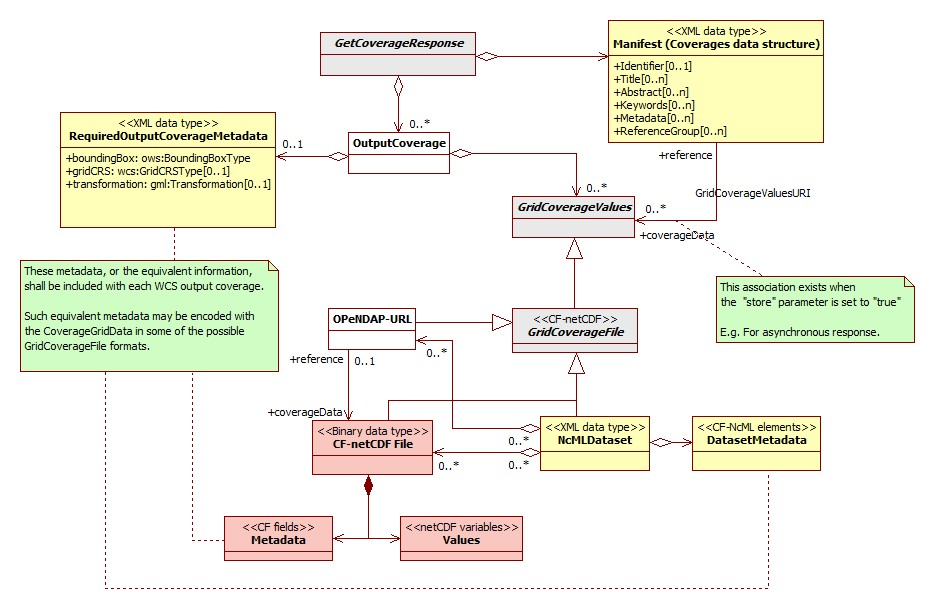 GetCoverageResponse
<<XML data type>>
Manifest (Coverages data structure)
+Identifier[0..1]
+Title[0..n]
+Abstract[0..n]
+Keywords[0..n]
+Metadata[0..n]
+ReferenceGroup[0..n]
<<XML data type>>
RequiredOutputCoverageMetadata
+boundingBox: ows:BoundingBoxType
+gridCRS: wcs:GridCRSType[0..1]
+transformation: gml:Transformation[0..1]
0..1
0..*
OutputCoverage
+reference
0..*
GridCoverageValues
GridCoverageValuesURI
0..*
+coverageData
These metadata, or the equivalent information,
shall be included with each WCS output coverage.
Such equivalent metadata may be encoded with
the CoverageGridData in some of the possible
GridCoverageFile formats.
This association exists when
the "store" parameter is set to "true"
E.g. For asynchronous response.
OPeNDAP-URL
<<CF-netCDF>>
GridCoverageFile
+reference
0..1
0..*
+coverageData
<<Binary data type>>
CF-netCDF File
0..*
0..*
0..*
<<XML data type>>
NcMLDataset
<<CF-NcML elements>>
DatasetMetadata
<<CF fields>>
Metadata
<<netCDF variables>>
Values